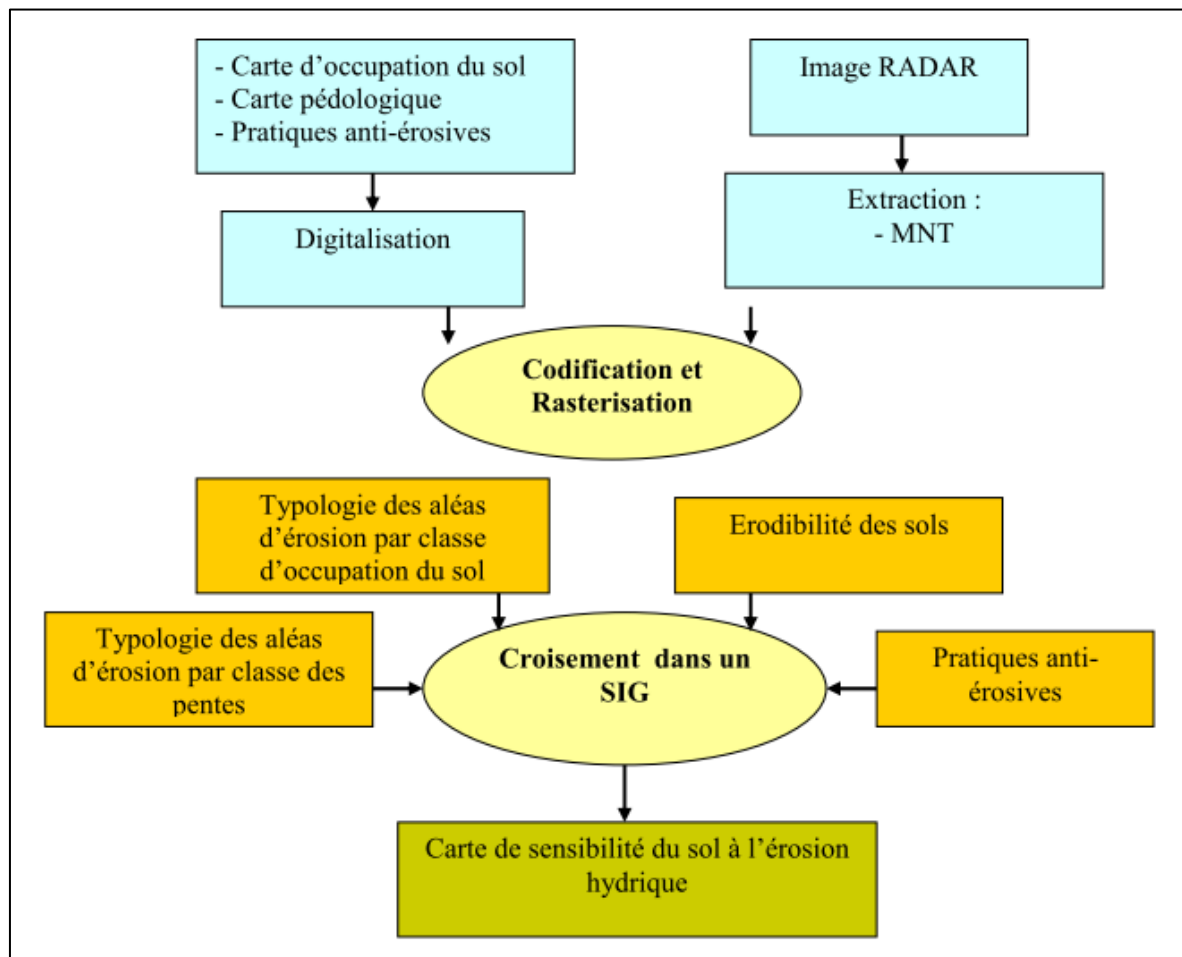 - Carte d’occupation du sol
- Carte pédologique
- Pratiques anti-érosives
Image RADAR
Digitalisation
Extraction :
- MNT
Codification et
Rasterisation
Typologie des aléas
d’érosion par classe
d’occupation du sol
Erodibilité des sols
Typologie des aléas
d’érosion par classe des
pentes
Croisement dans un
SIG
Pratiques anti-
érosives
Carte de sensibilité du sol à l’érosion
hydrique